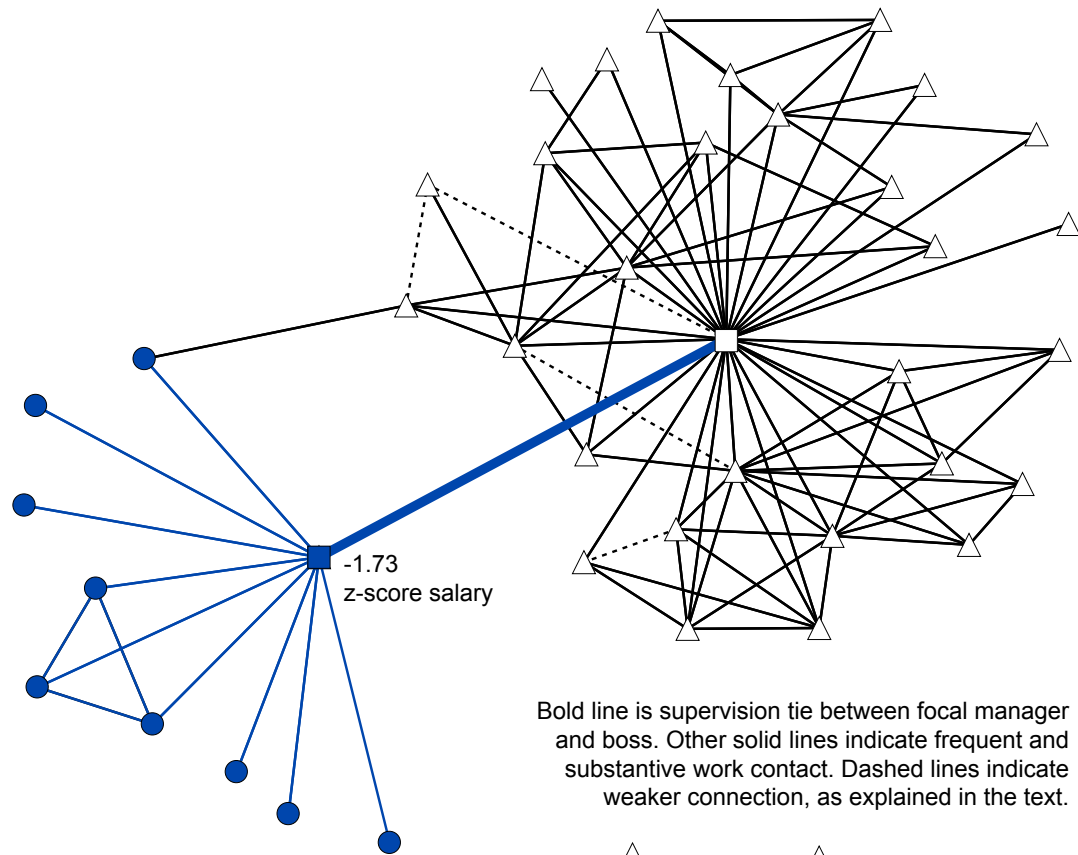 -1.73
z-score salary
Bold line is supervision tie between focal manager
and boss. Other solid lines indicate frequent and
substantive work contact. Dashed lines indicate
weaker connection, as explained in the text.